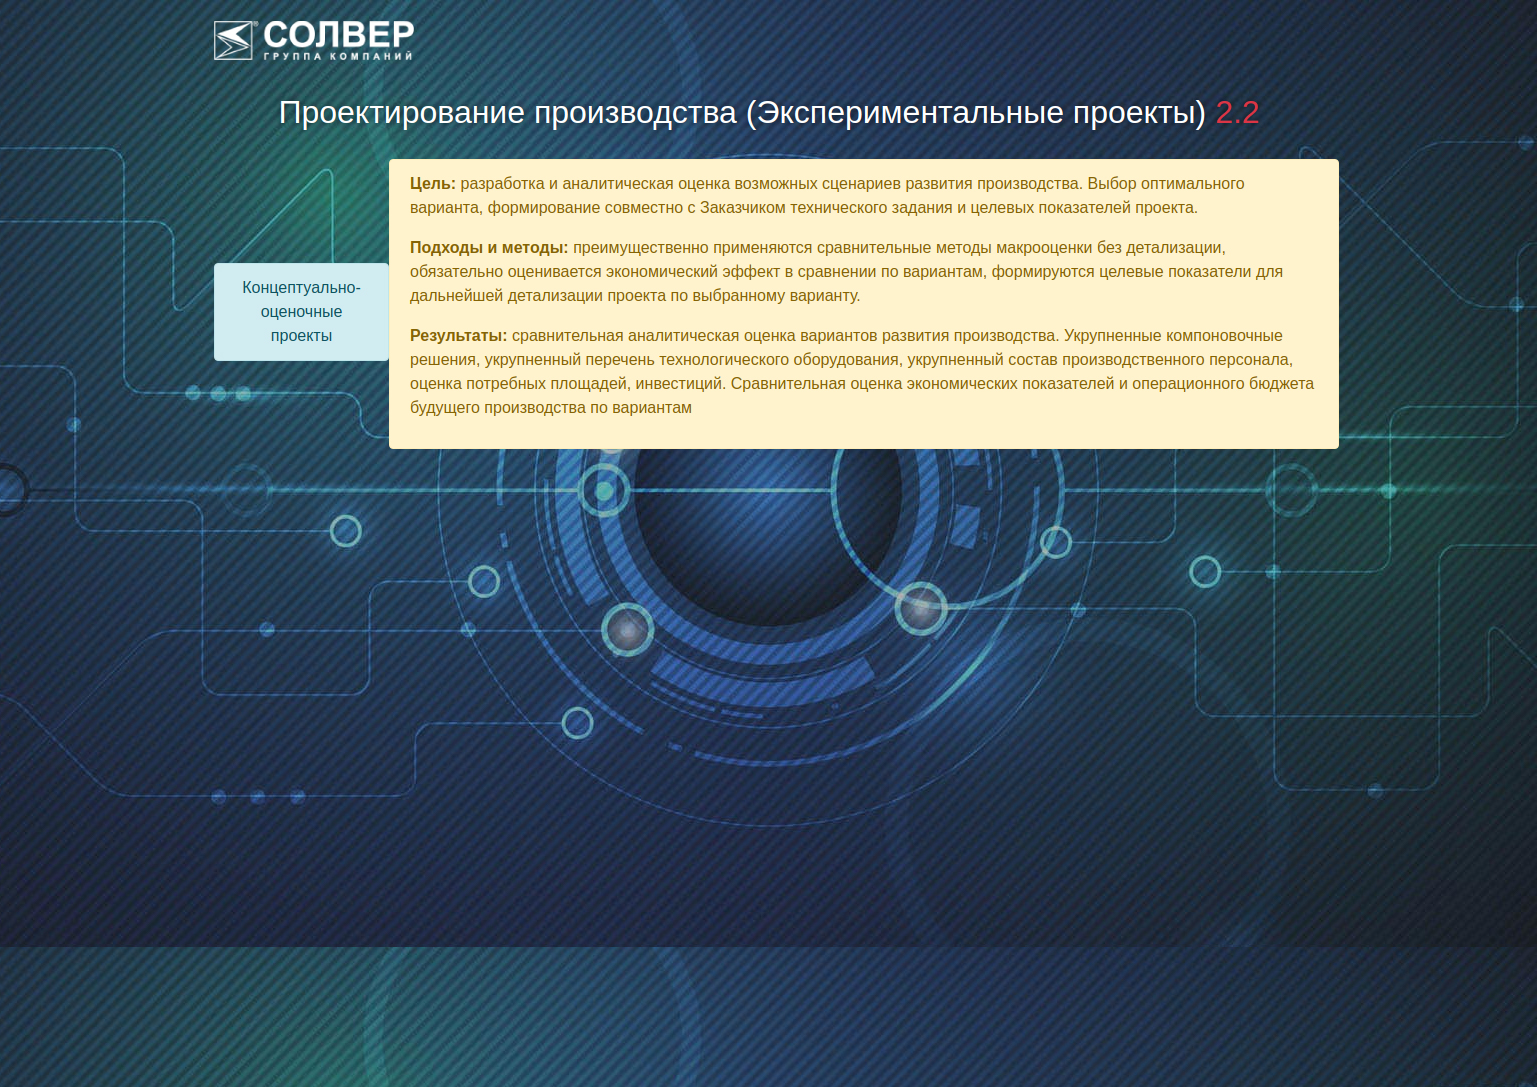 СОЛВЕР®
ГРУППА КОМПАНИЙ
Проектирование производства (Экспериментальные проекты) 2.2
Цель: разработка и аналитическая оценка возможных сценариев развития производства. Выбор оптимального
варианта, формирование совместно с Заказчиком технического задания и целевых показателей проекта.
Подходы и методы: преимущественно применяются сравнительные методы макрооценки без детализации,
обязательно оценивается экономический эффект в сравнении по вариантам, формируются целевые показатели для
дальнейшей детализации проекта по выбранному варианту.
Концептуально-
оценочные
проекты
Результаты: сравнительная аналитическая оценка вариантов развития производства. Укрупненные компоновочные
решения, укрупненный перечень технологического оборудования, укрупненный состав производственного персонала,
оценка потребных площадей, инвестиций. Сравнительная оценка экономических показателей и операционного бюджета
будущего производства по вариантам